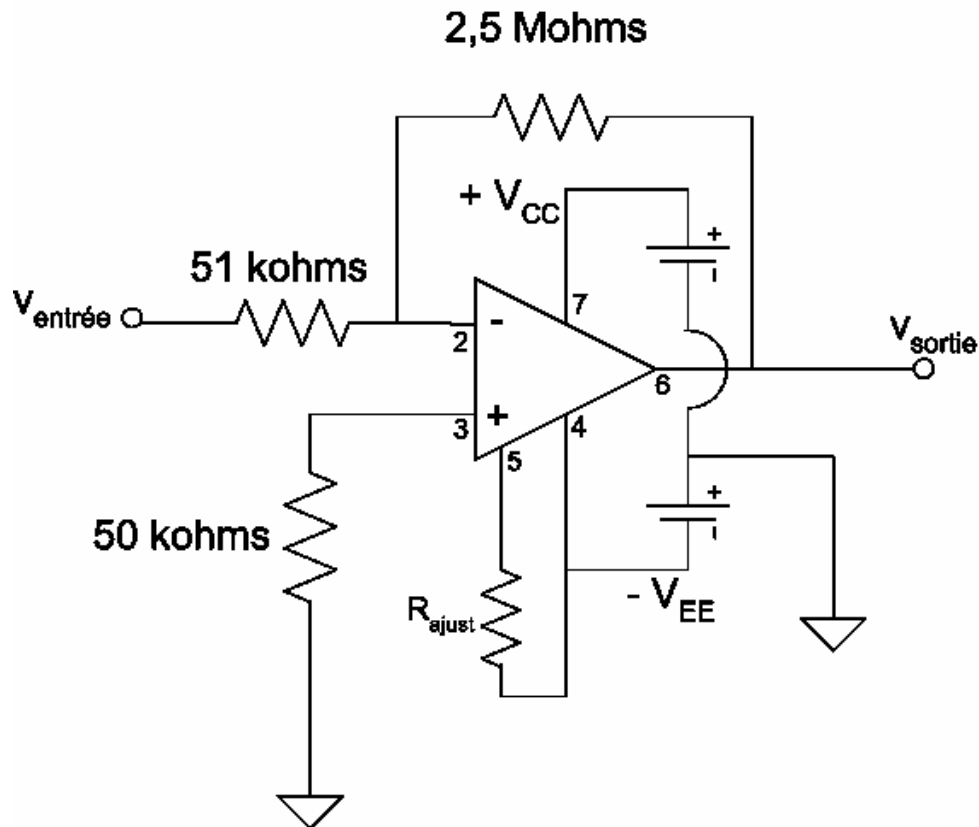 2,5 Mohms
+ VCC
51 kohms
+
-
Ventrée
7
-
2
Vsortie
6
+
3
4
5
50 kohms
+
-
Rajust
- VEE